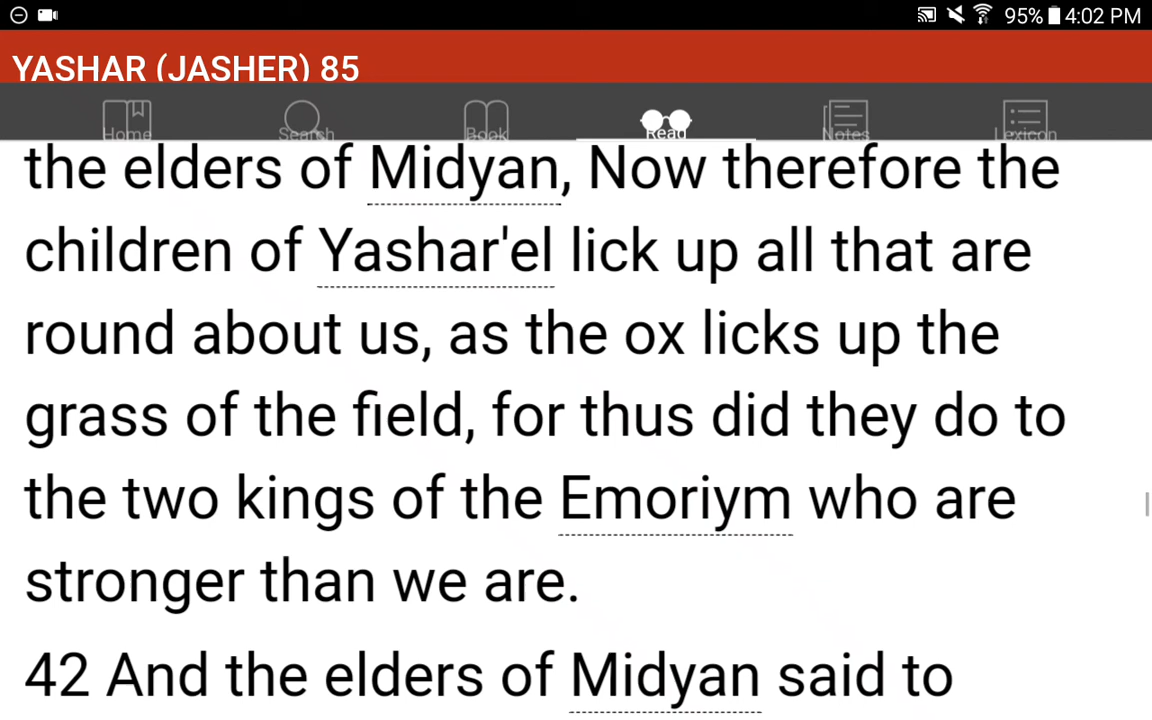 95% 4:02 PM
YASHAR (JASHER) 85
Home Search Book Read Notes Lexicon
the elders of Midyan, Now therefore the
children of Yashar'el lick up all that are
round about us, as the ox licks up the
grass of the field, for thus did they do to
the two kings of the Emoriym who are
stronger than we are.
42 And the elders of Midyan said to